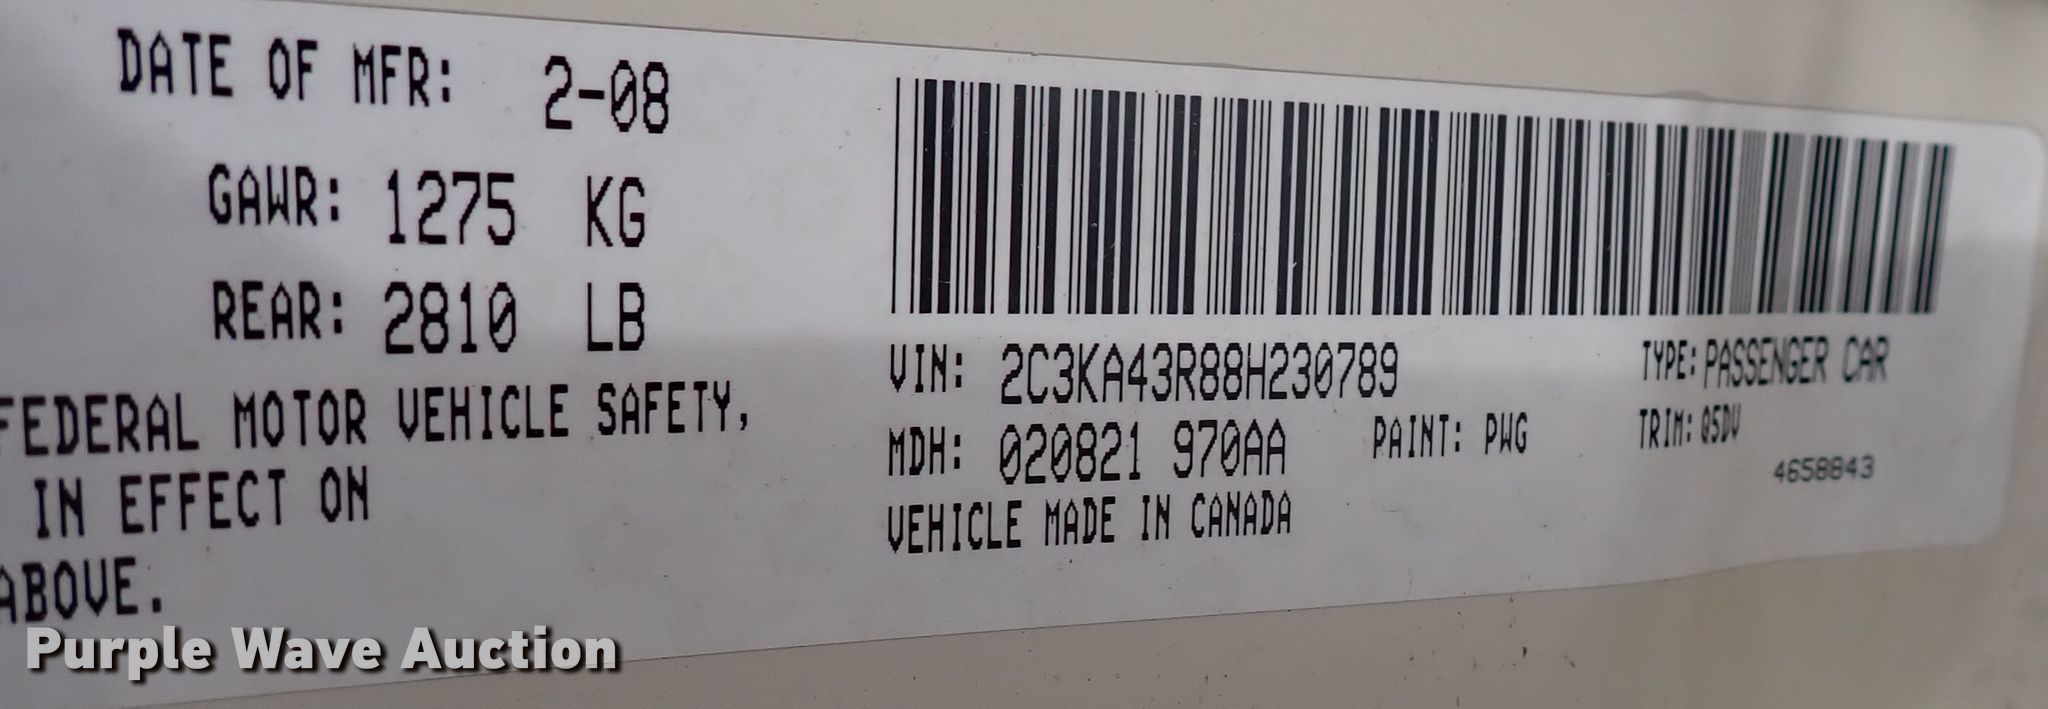 DATE OF MFR: 2-08
GAWR: 1275 KG
REAR: 2810 LB
FEDERAL MOTOR VEHICLE SAFETY,
IN EFFECT ON
ABOVE.
VIN: 2C3KA43R88H230789
TYPE: PASSENGER CAR
MDH: 020821 970AA
PAINT: PWG
TRIM: 05DV
VEHICLE MADE IN CANADA
4658843
Purple Wave Auction